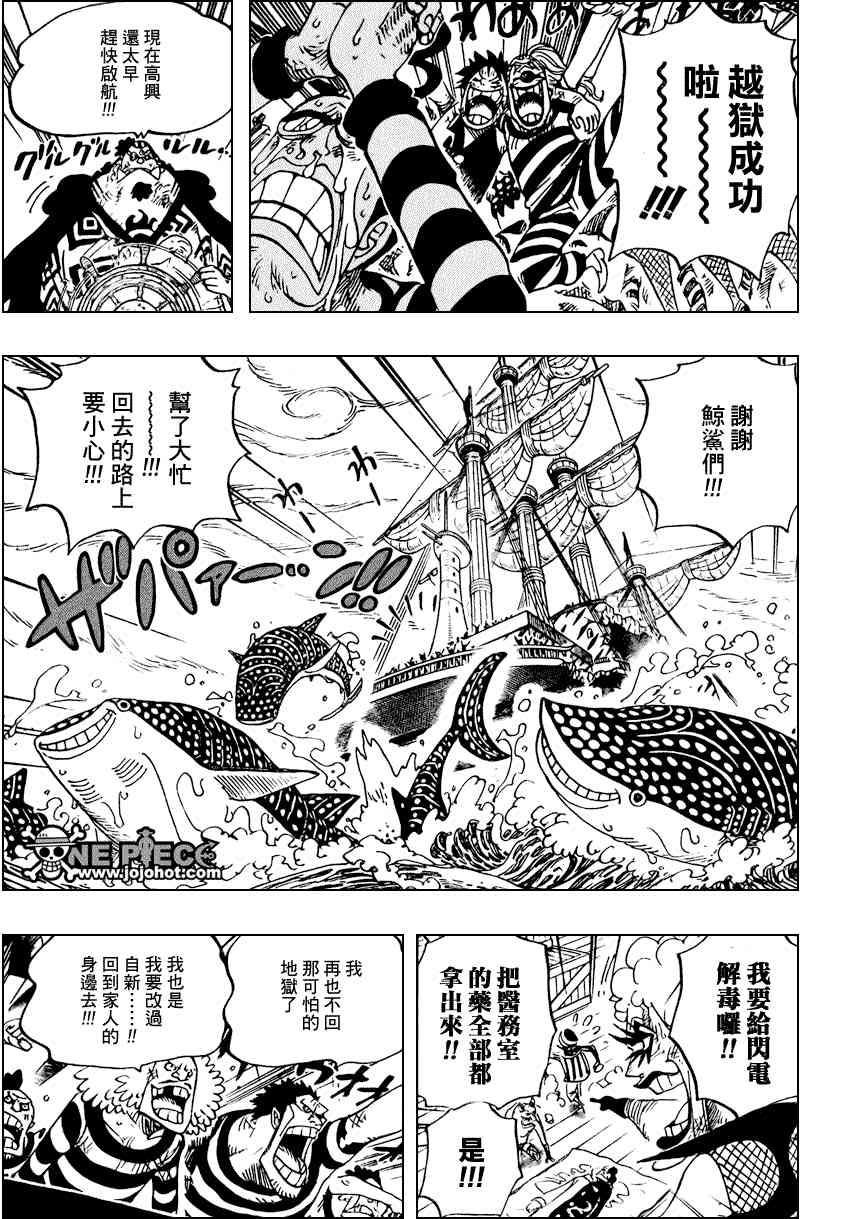 越獄成功
啦~~~~!!!
現在高興
還太早
趕快啟航!!!
グルグルルル
謝謝
鯨鯊們!!!
幫了大忙
~~~~!!!
回去的路上
要小心!!!
わー
わー
ザパァー…ン!!!
ONE PIECE
www.jojohot.com
我要給閃電
解毒囉!!
把醫務室
的藥全部都
拿出來!!
是!!!
我
再也不回
那可怕的
地獄了
我也是
我要改過
自新……!!
回到家人的
身邊去!!!